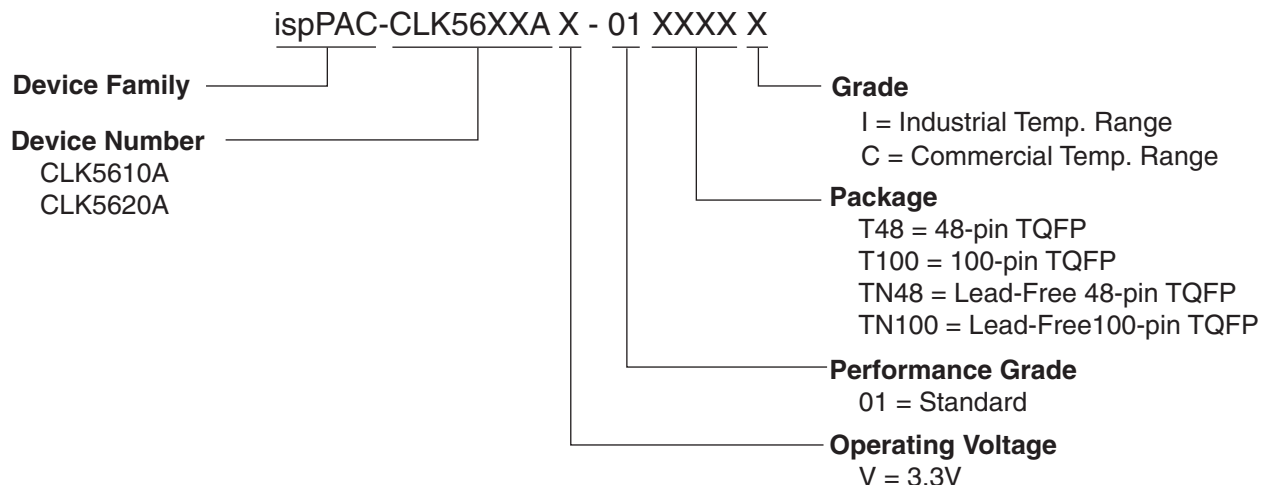 ispPAC-CLK56XXA X - 01 XXXX X
Device Family
Device Number
CLK5610A
CLK5620A
Grade
I = Industrial Temp. Range
C = Commercial Temp. Range
Package
T48 = 48-pin TQFP
T100 = 100-pin TQFP
TN48 = Lead-Free 48-pin TQFP
TN100 = Lead-Free100-pin TQFP
Performance Grade
01 = Standard
Operating Voltage
V = 3.3V